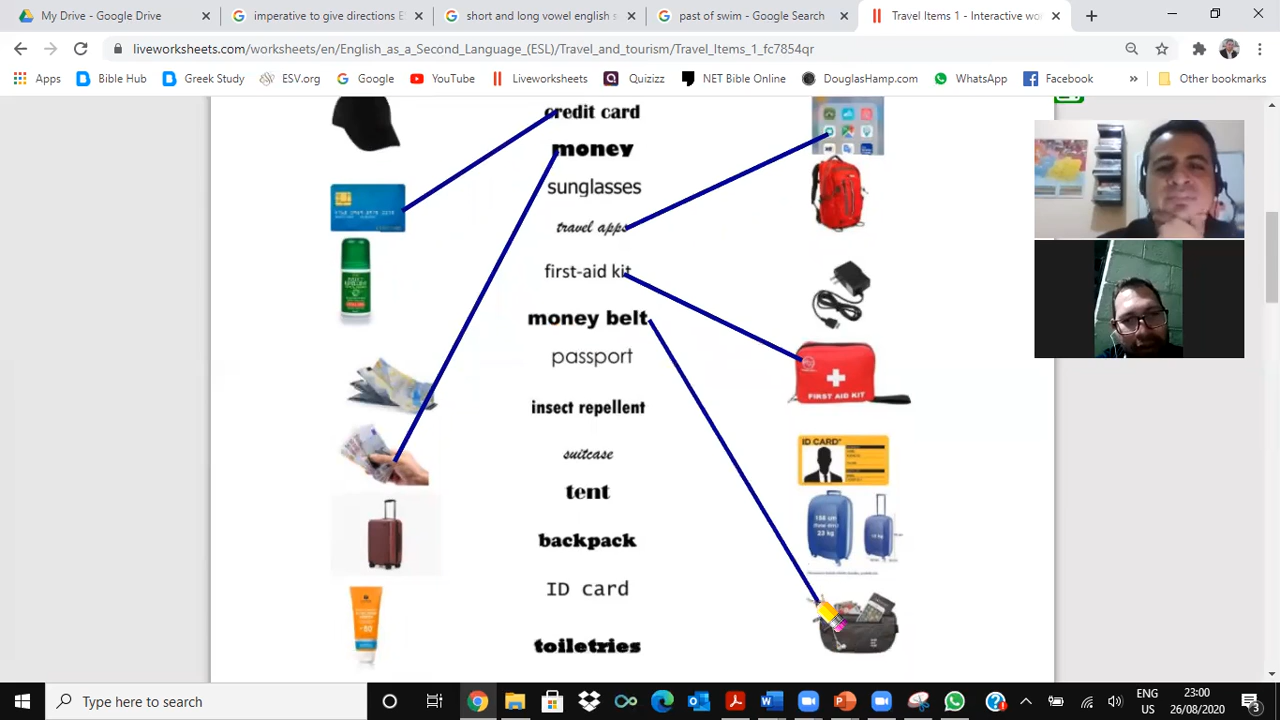 My Drive - Google Drive
imperative to give directions E
short and long vowel english s
past of swim - Google Search
Travel Items 1 - Interactive wo
liveworksheets.com/worksheets/en/English_as_a_Second_Language_(ESL)/Travel_and_tourism/Travel_Items_1_fc7854qr
Apps
Bible Hub
Greek Study
ESV.org
Google
YouTube
Liveworksheets
Quizizz
NET Bible Online
DouglasHamp.com
WhatsApp
Facebook
»
Other bookmarks
credit card
money
sunglasses
travel apps
first-aid kit
money belt
passport
insect repellent
suitcase
tent
backpack
ID card
toiletries
FIRST AID KIT
ID CARD
Type here to search
ENG
US
23:00
26/08/2020
3